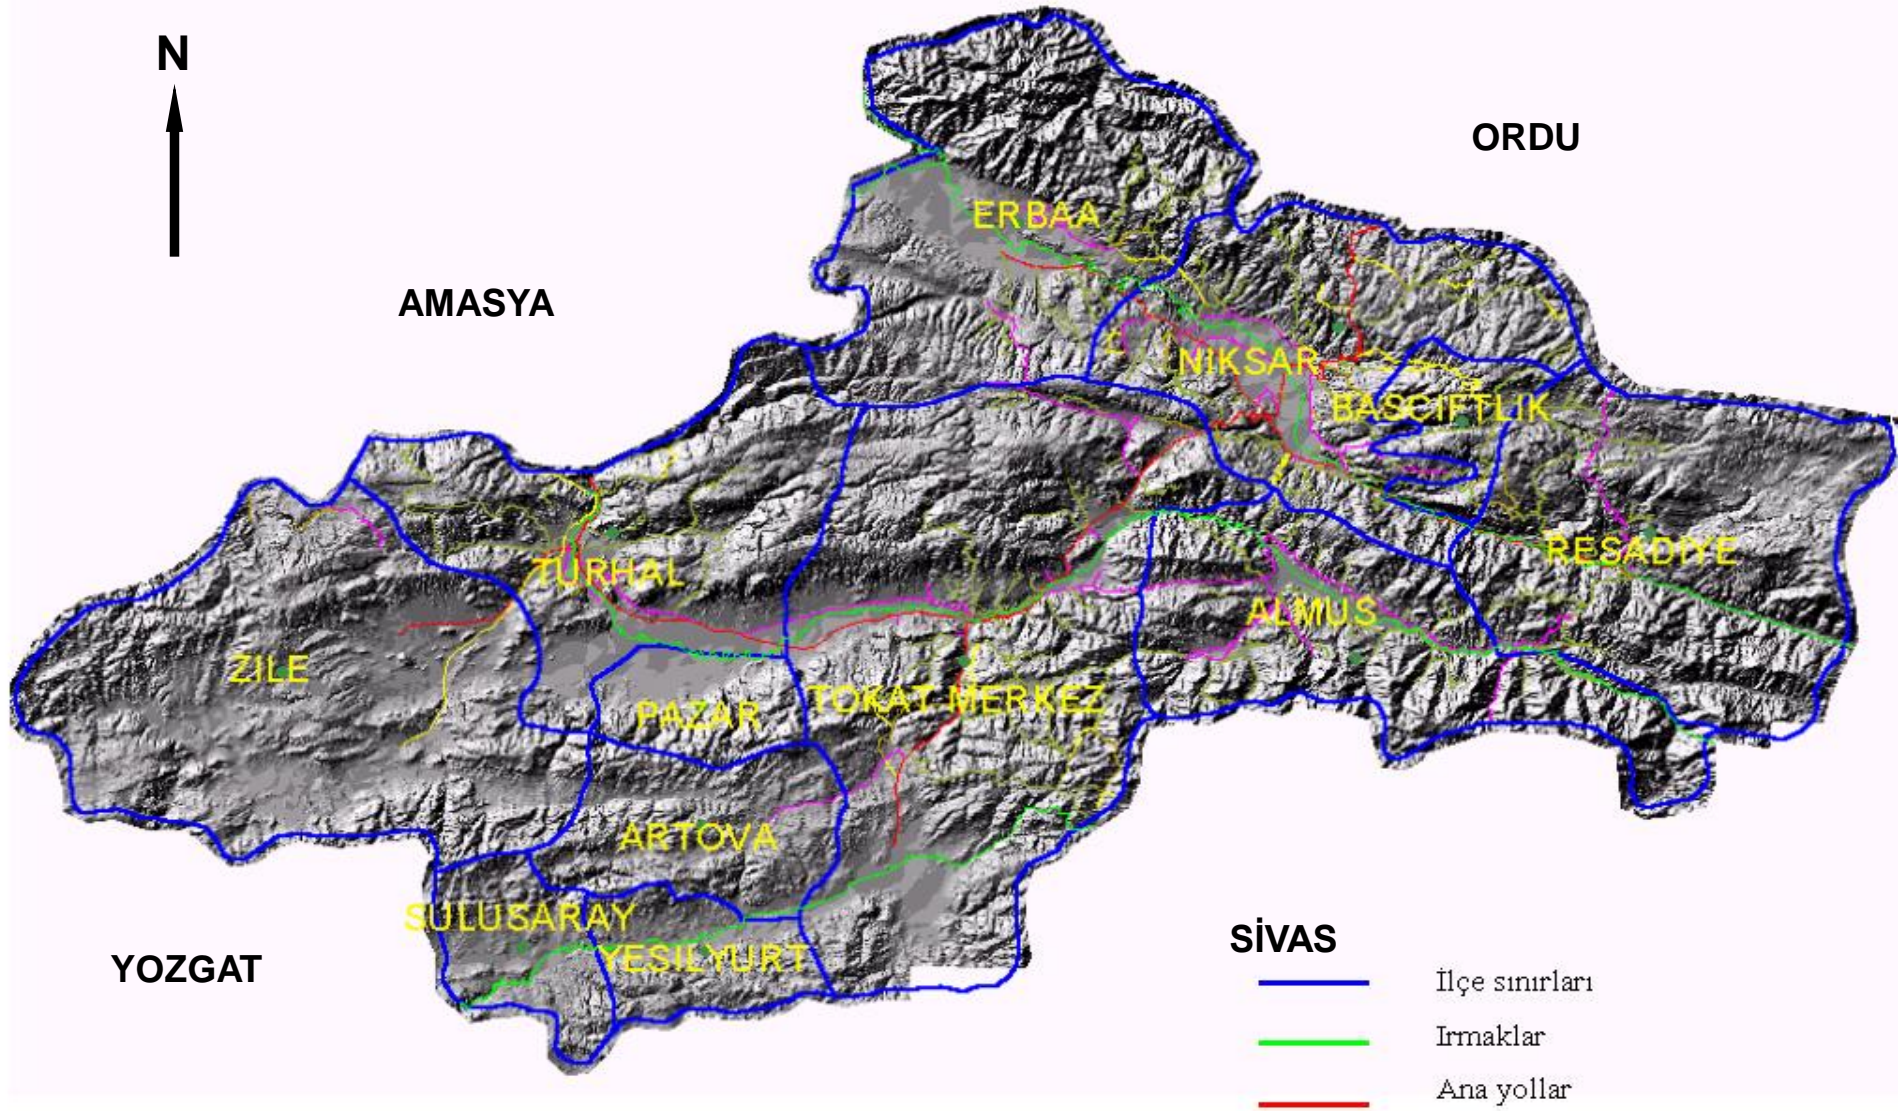 N
ORDU
ERBAA
AMASYA
NIKSAR
BASCIFTLIK
RESADIYE
TURHAL
ALMUS
ZILE
PAZAR
TOKAT MERKEZ
ARTOVA
SULUSARAY
YESILYURT
YOZGAT
SİVAS
İlçe sınırları
Irmaklar
Ana yollar